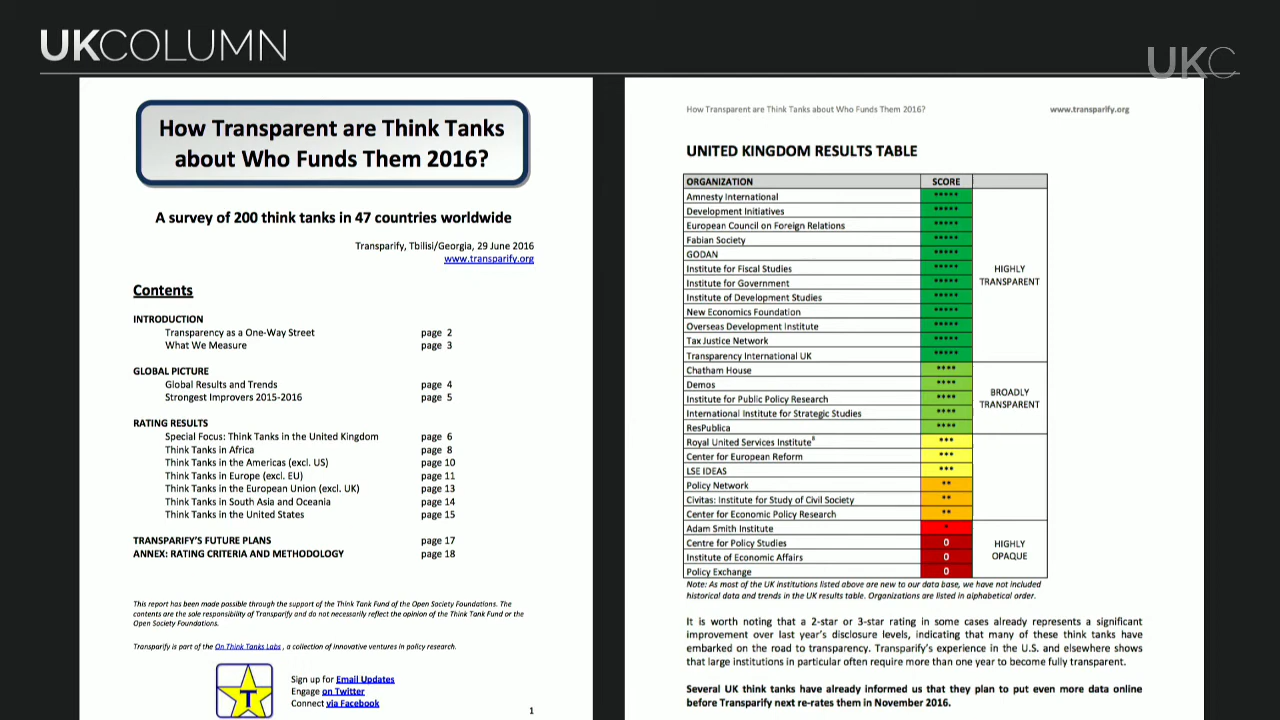 UKCOLUMN
UKC
How Transparent are Think Tanks
about Who Funds Them 2016?
A survey of 200 think tanks in 47 countries worldwide
Transparify, Tbilisi/Georgia, 29 June 2016
www.transparify.org
Contents
INTRODUCTION
Transparency as a One-Way Street page 2
What We Measure page 3
GLOBAL PICTURE
Global Results and Trends page 4
Strongest Improvers 2015-2016 page 5
RATING RESULTS
Special Focus: Think Tanks in the United Kingdom page 6
Think Tanks in Africa page 8
Think Tanks in the Americas (excl. US) page 10
Think Tanks in Europe (excl. EU) page 11
Think Tanks in the European Union (excl. UK) page 13
Think Tanks in South Asia and Oceania page 14
Think Tanks in the United States page 15
TRANSPARIFY'S FUTURE PLANS page 17
ANNEX: RATING CRITERIA AND METHODOLOGY page 18
This report has been made possible through the support of the Think Tank Fund of the Open Society Foundations. The
contents are the sole responsibility of Transparify and do not necessarily reflect the opinion of the Think Tank Fund or the
Open Society Foundations.
Transparify is part of the On Think Tanks Labs , a collection of innovative ventures in policy research.
T
Sign up for Email Updates
Engage on Twitter
Connect via Facebook
1
How Transparent are Think Tanks about Who Funds Them 2016? www.transparify.org
UNITED KINGDOM RESULTS TABLE
ORGANIZATION SCORE
Amnesty International *****
Development Initiatives *****
European Council on Foreign Relations *****
Fabian Society *****
GODAN *****
Institute for Fiscal Studies *****
HIGHLY
TRANSPARENT
Institute for Government *****
Institute of Development Studies *****
New Economics Foundation *****
Overseas Development Institute *****
Tax Justice Network *****
Transparency International UK *****
Chatham House ****
Demos ****
BROADLY
TRANSPARENT
Institute for Public Policy Research ****
International Institute for Strategic Studies ****
ResPublica ****
Royal United Services Institute⁸ ***
Center for European Reform ***
LSE IDEAS ***
Policy Network **
Civitas: Institute for Study of Civil Society **
Center for Economic Policy Research **
Adam Smith Institute *
HIGHLY
OPAQUE
Centre for Policy Studies 0
Institute of Economic Affairs 0
Policy Exchange 0
Note: As most of the UK institutions listed above are new to our data base, we have not included
historical data and trends in the UK results table. Organizations are listed in alphabetical order.
It is worth noting that a 2-star or 3-star rating in some cases already represents a significant
improvement over last year's disclosure levels, indicating that many of these think tanks have
embarked on the road to transparency. Transparify's experience in the U.S. and elsewhere shows
that large institutions in particular often require more than one year to become fully transparent.
Several UK think tanks have already informed us that they plan to put even more data online
before Transparify next re-rates them in November 2016.